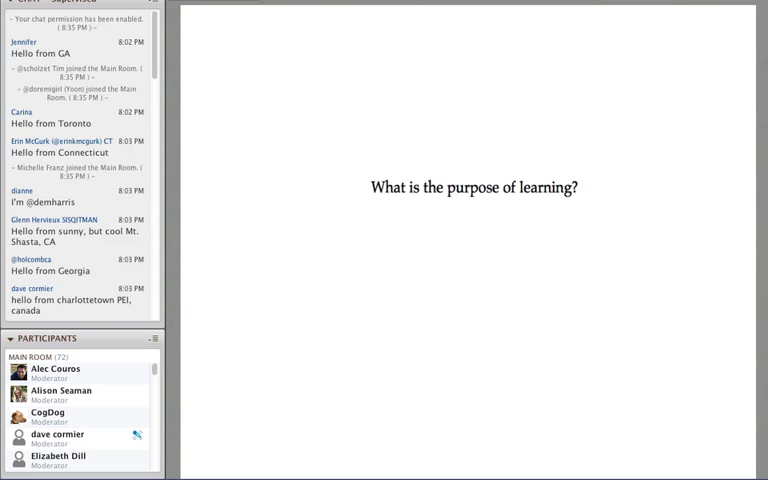 CHAT - Supervised
– Your chat permission has been enabled.
( 8:35 PM ) –
Jennifer 8:02 PM
Hello from GA
– @scholzet Tim joined the Main Room. (
8:35 PM ) –
– @doremigirl (Yoon) joined the Main
Room. ( 8:35 PM ) –
Carina 8:02 PM
Hello from Toronto
Erin McGurk (@erinkmcgurk) CT 8:03 PM
Hello from Connecticut
– Michelle Franz joined the Main Room. (
8:35 PM ) –
dianne 8:03 PM
I'm @demharris
Glenn Hervieux SISQITMAN 8:03 PM
Hello from sunny, but cool Mt.
Shasta, CA
@holcombca 8:03 PM
Hello from Georgia
dave cormier 8:03 PM
hello from charlottetown PEI,
canada
PARTICIPANTS
MAIN ROOM (72)
Alec Couros
Moderator
Alison Seaman
Moderator
CogDog
Moderator
dave cormier
Moderator
Elizabeth Dill
Moderator
What is the purpose of learning?